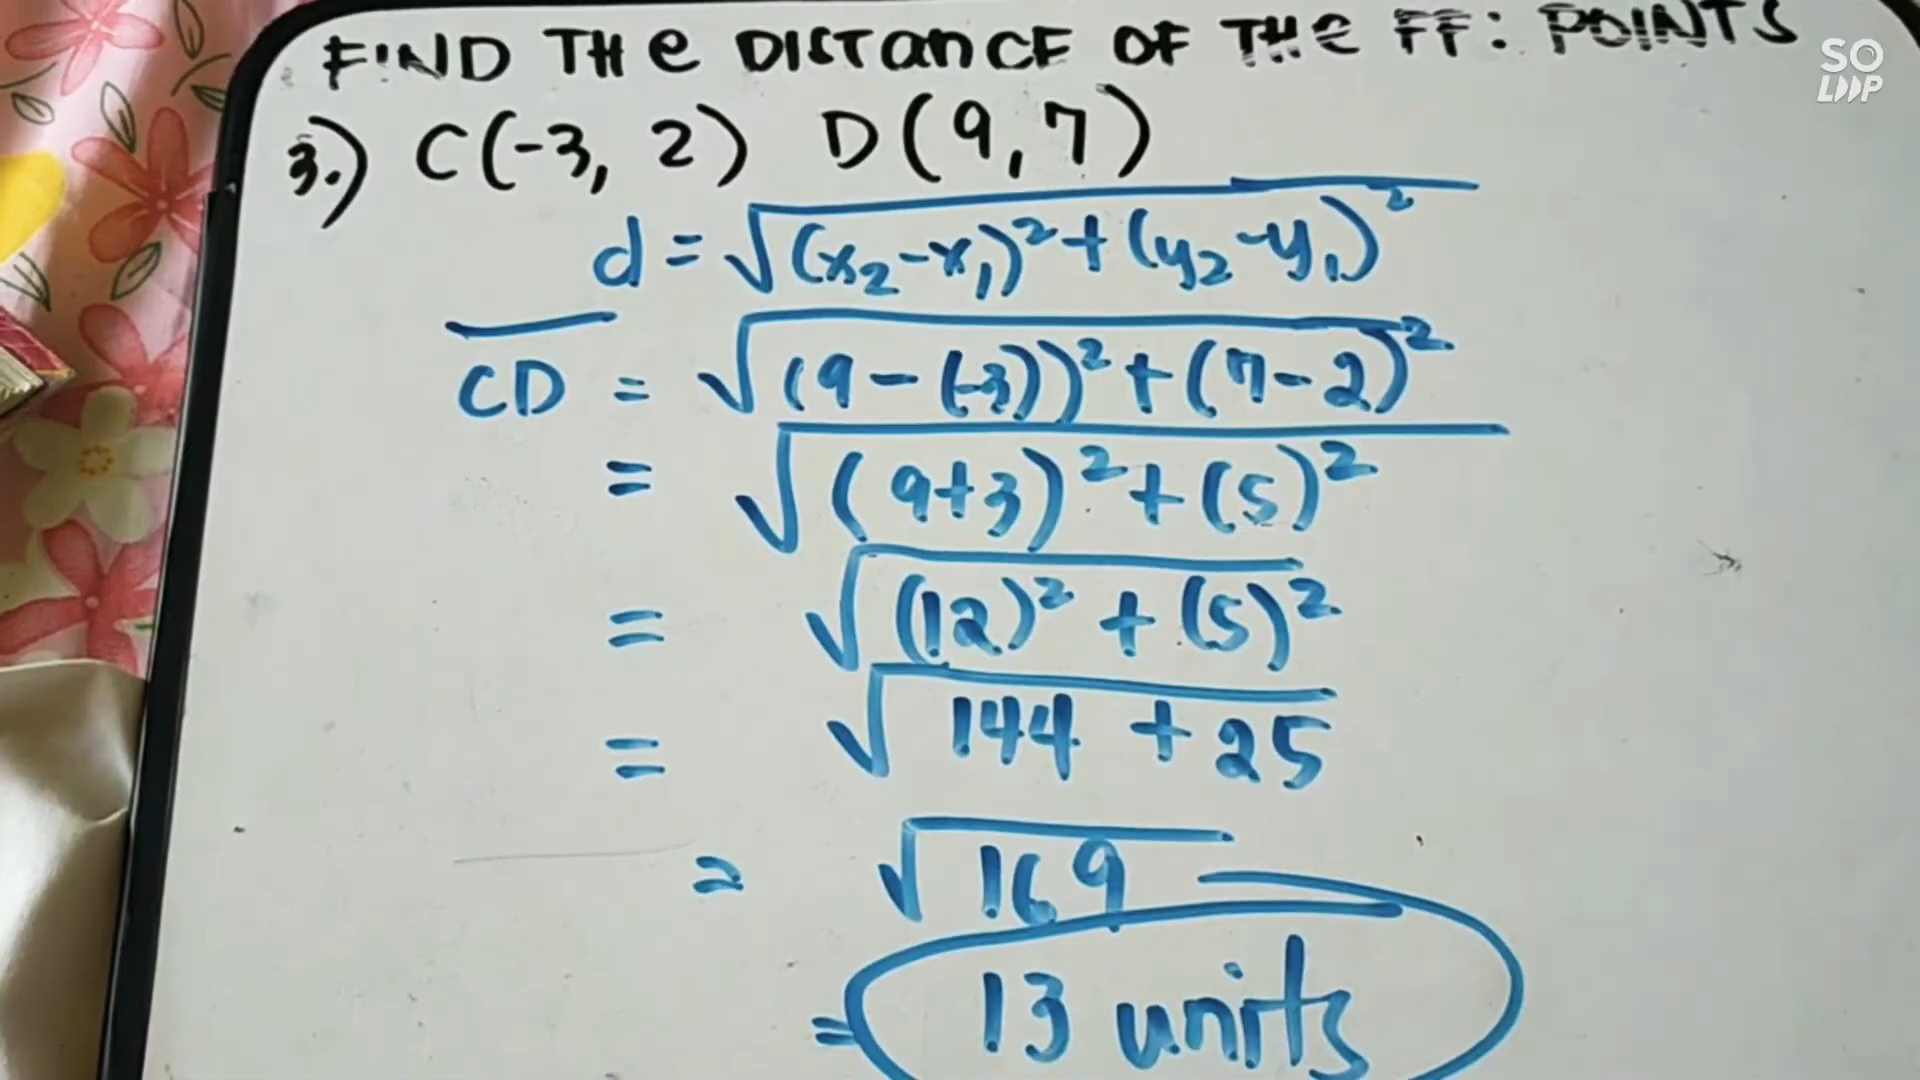 FIND THe DISTanCE OF THe FF: POINTS
SO
LOOP
3.) C(-3, 2) D(9,7)
d = √(x₂-x₁)² + (y₂-y₁)²
CD = √(9-(-3))² + (7-2)²
= √(9+3)² + (5)²
= √(12)² + (5)²
= √144 + 25
= √169
= 13 units